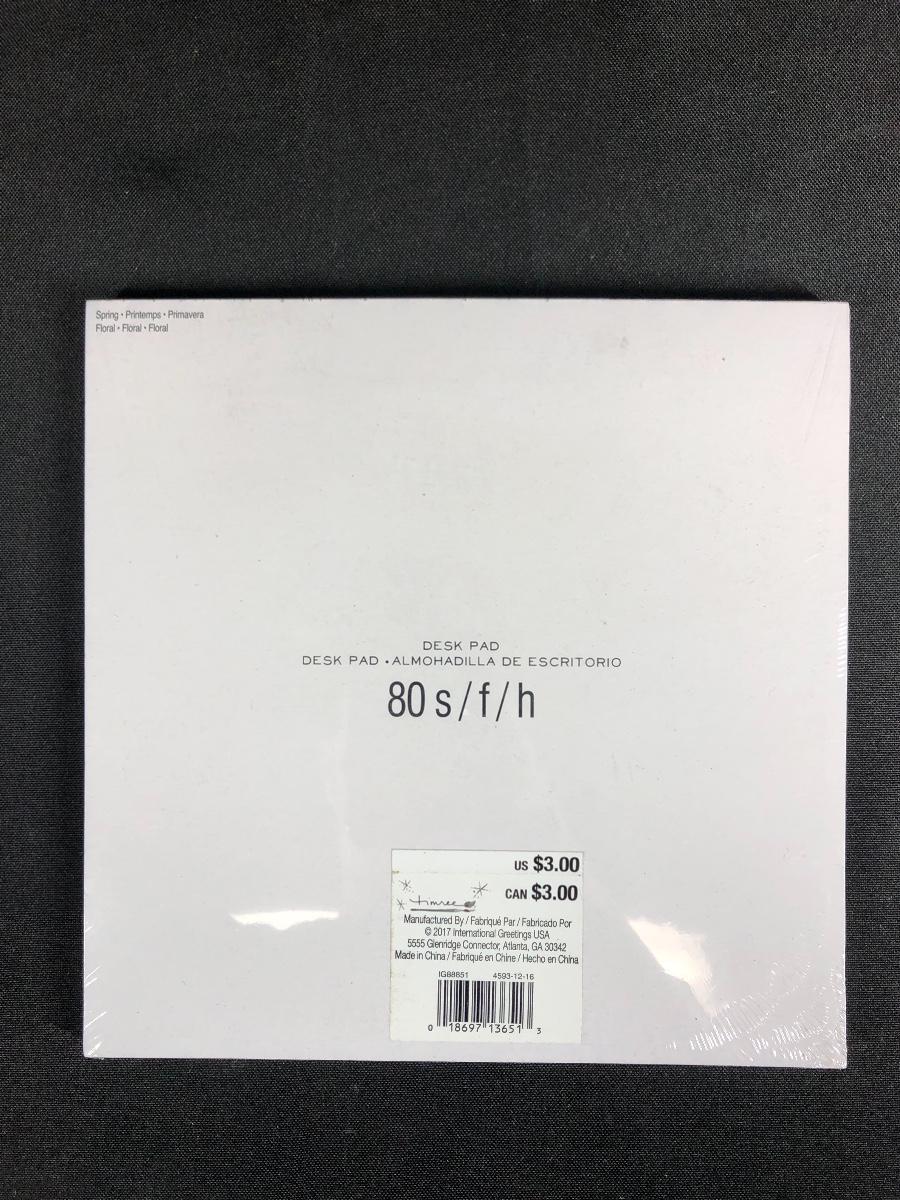 Spring • Printemps • Primavera
Floral • Floral • Floral
DESK PAD
DESK PAD • ALMOHADILLA DE ESCRITORIO
80 s/f/h
US $3.00
CAN $3.00
timree
Manufactured By / Fabriqué Par / Fabricado Por
© 2017 International Greetings USA
5555 Glenridge Connector, Atlanta, GA 30342
Made in China / Fabriqué en Chine / Hecho en China
IG88651 4593-12-16
0 18697 13651 3